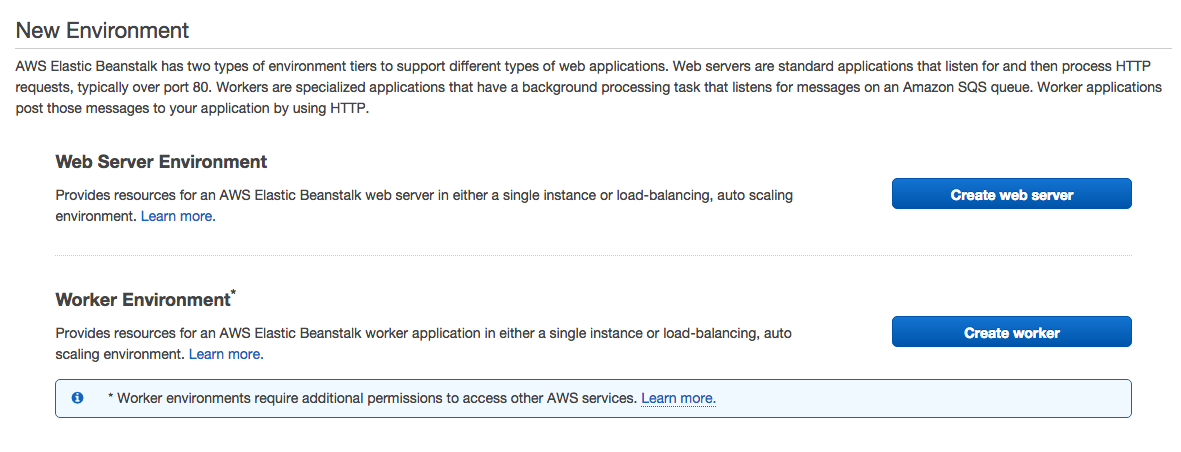 New Environment
AWS Elastic Beanstalk has two types of environment tiers to support different types of web applications. Web servers are standard applications that listen for and then process HTTP
requests, typically over port 80. Workers are specialized applications that have a background processing task that listens for messages on an Amazon SQS queue. Worker applications
post those messages to your application by using HTTP.
Web Server Environment
Provides resources for an AWS Elastic Beanstalk web server in either a single instance or load-balancing, auto scaling
environment. Learn more.
Create web server
Worker Environment*
Provides resources for an AWS Elastic Beanstalk worker application in either a single instance or load-balancing, auto
scaling environment. Learn more.
Create worker
* Worker environments require additional permissions to access other AWS services. Learn more.